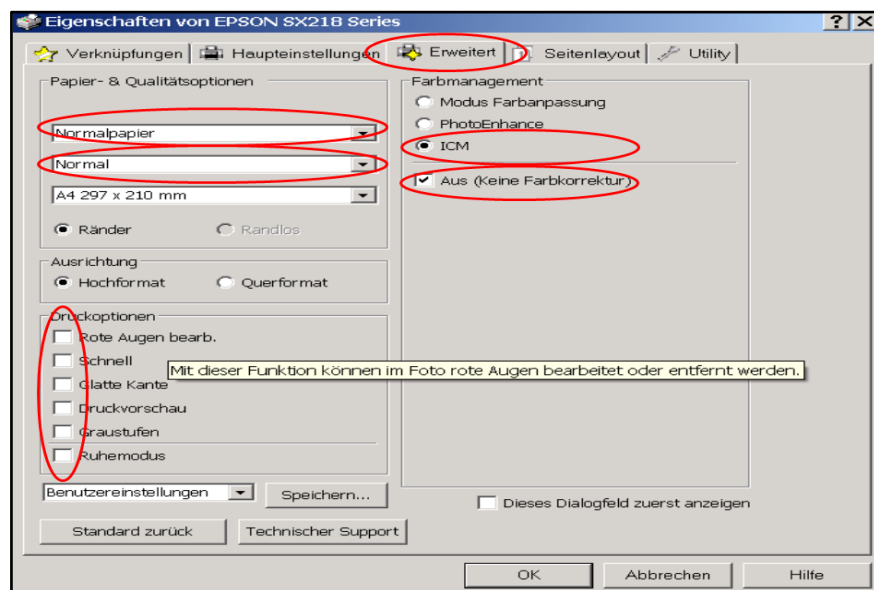 Eigenschaften von EPSON SX218 Series
Verknüpfungen
Haupteinstellungen
Erweitert
Seitenlayout
Utility
Papier- & Qualitätsoptionen
Normalpapier
Normal
A4 297 x 210 mm
Ränder
Randlos
Ausrichtung
Hochformat
Querformat
Druckoptionen
Rote Augen bearb.
Schnell
Mit dieser Funktion können im Foto rote Augen bearbeitet oder entfernt werden.
Glatte Kante
Druckvorschau
Graustufen
Ruhemodus
Benutzereinstellungen
Speichern...
Standard zurück
Technischer Support
Farbmanagement
Modus Farbanpassung
PhotoEnhance
ICM
Aus (Keine Farbkorrektur)
Dieses Dialogfeld zuerst anzeigen
OK
Abbrechen
Hilfe